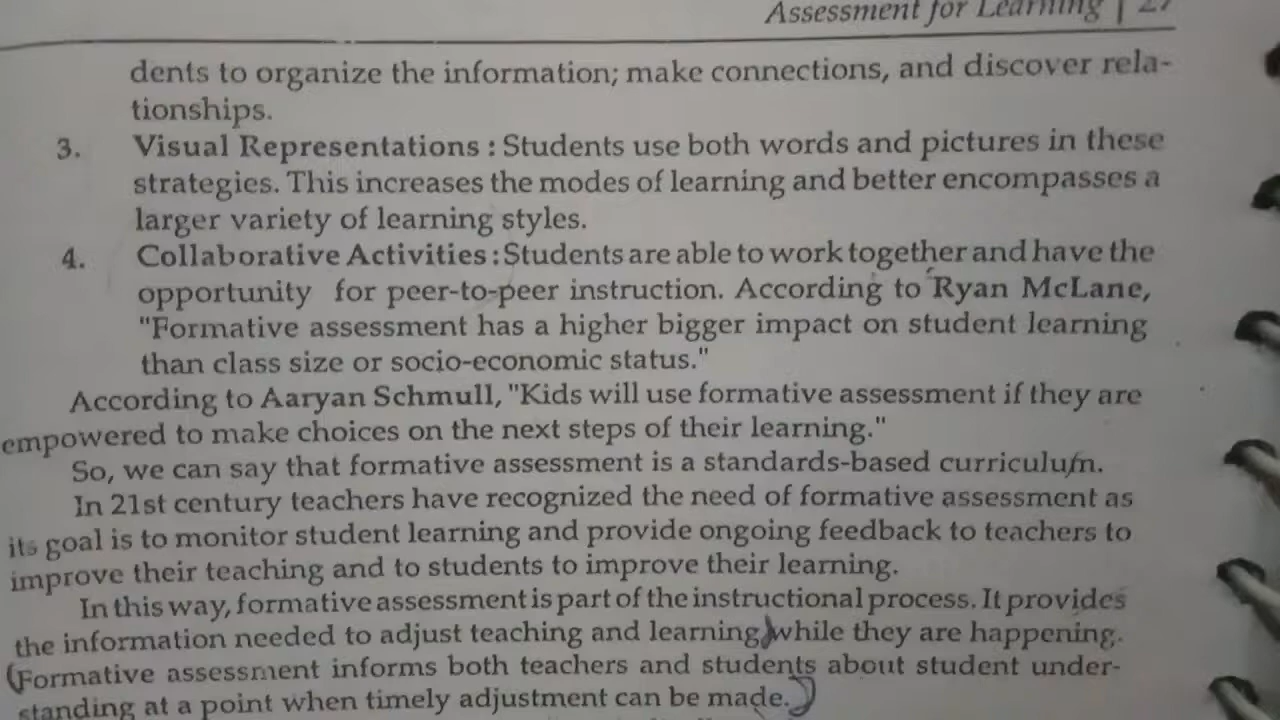 Assessment for Learning | 27
dents to organize the information; make connections, and discover rela-
tionships.
3. Visual Representations : Students use both words and pictures in these
strategies. This increases the modes of learning and better encompasses a
larger variety of learning styles.
4. Collaborative Activities : Students are able to work together and have the
opportunity for peer-to-peer instruction. According to Ryan McLane,
"Formative assessment has a higher bigger impact on student learning
than class size or socio-economic status."
According to Aaryan Schmull, "Kids will use formative assessment if they are
empowered to make choices on the next steps of their learning."
So, we can say that formative assessment is a standards-based curriculum.
In 21st century teachers have recognized the need of formative assessment as
its goal is to monitor student learning and provide ongoing feedback to teachers to
improve their teaching and to students to improve their learning.
In this way, formative assessment is part of the instructional process. It provides
the information needed to adjust teaching and learning while they are happening.
(Formative assessment informs both teachers and students about student under-
standing at a point when timely adjustment can be made.)